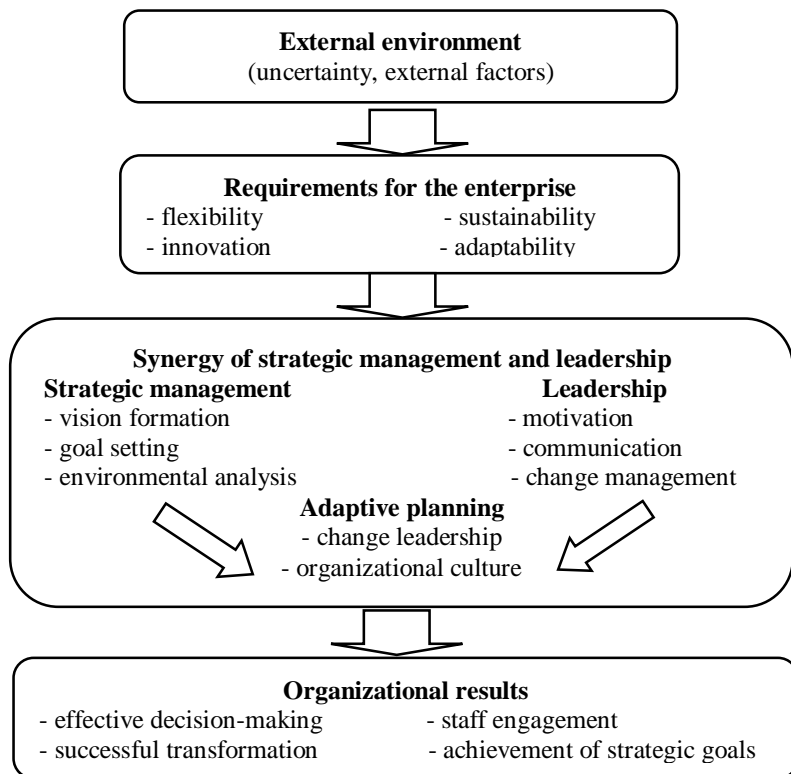 External environment
(uncertainty, external factors)
Requirements for the enterprise
- flexibility - sustainability
- innovation - adaptability
Synergy of strategic management and leadership
Strategic management Leadership
- vision formation - motivation
- goal setting - communication
- environmental analysis - change management
Adaptive planning
- change leadership
- organizational culture
Organizational results
- effective decision-making - staff engagement
- successful transformation - achievement of strategic goals